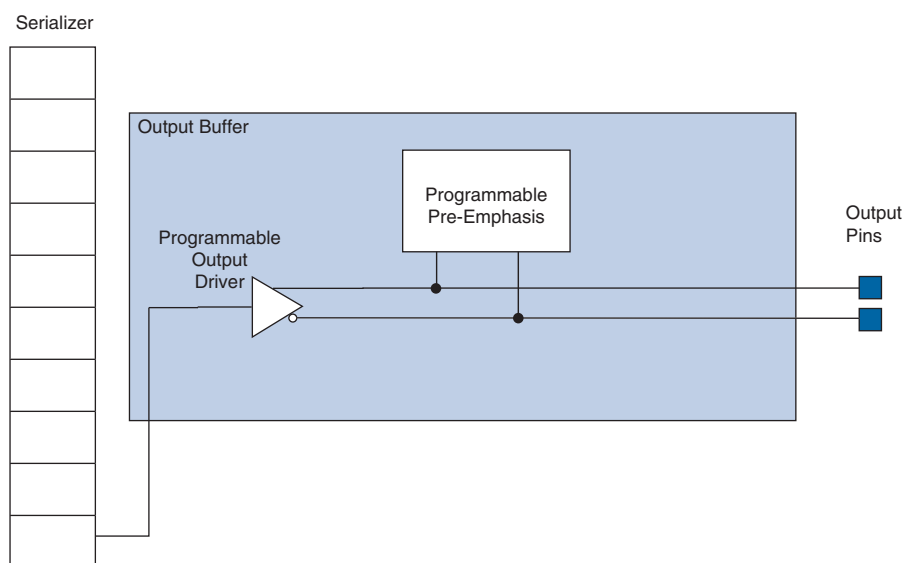 Serializer
Output Buffer
Programmable
Pre-Emphasis
Programmable
Output
Driver
Output
Pins